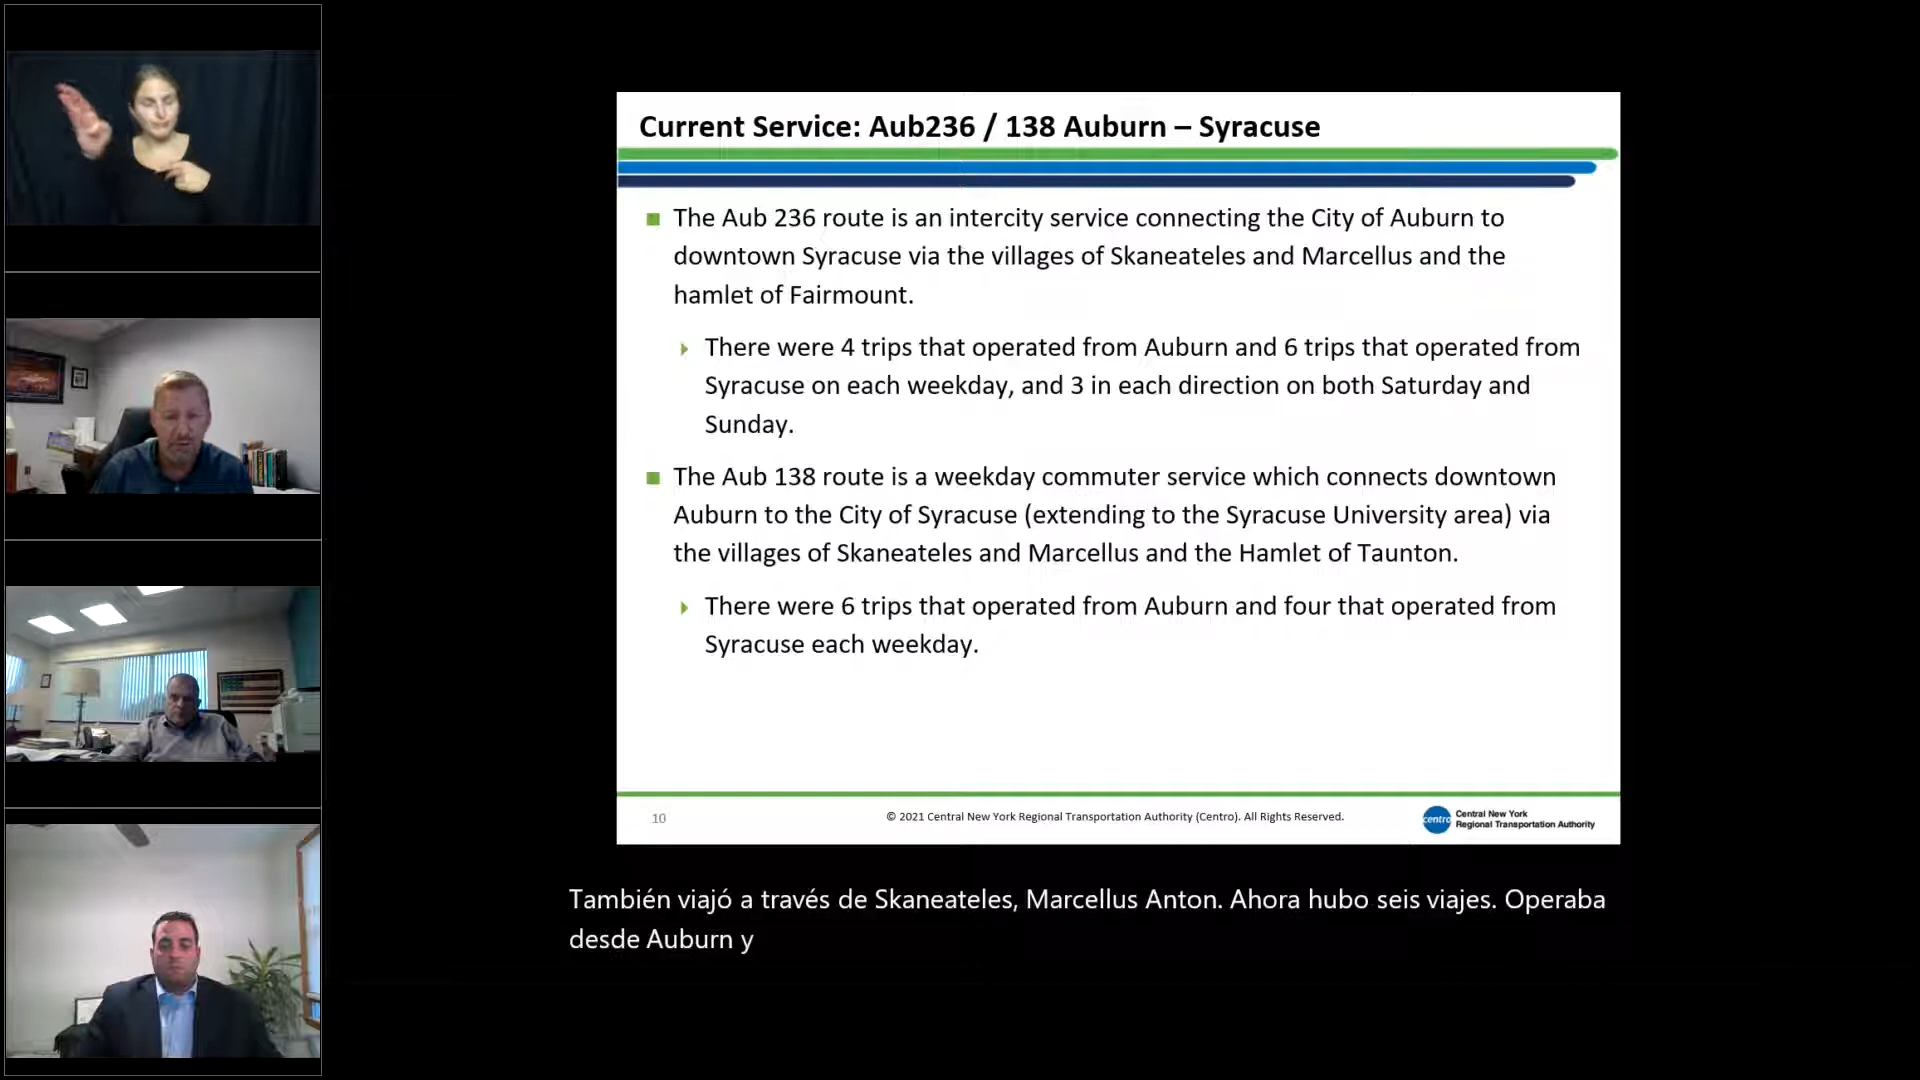 Current Service: Aub236 / 138 Auburn – Syracuse
The Aub 236 route is an intercity service connecting the City of Auburn to
downtown Syracuse via the villages of Skaneateles and Marcellus and the
hamlet of Fairmount.
There were 4 trips that operated from Auburn and 6 trips that operated from
Syracuse on each weekday, and 3 in each direction on both Saturday and
Sunday.
The Aub 138 route is a weekday commuter service which connects downtown
Auburn to the City of Syracuse (extending to the Syracuse University area) via
the villages of Skaneateles and Marcellus and the Hamlet of Taunton.
There were 6 trips that operated from Auburn and four that operated from
Syracuse each weekday.
10
© 2021 Central New York Regional Transportation Authority (Centro). All Rights Reserved.
centro
Central New York
Regional Transportation Authority
También viajó a través de Skaneateles, Marcellus Anton. Ahora hubo seis viajes. Operaba
desde Auburn y